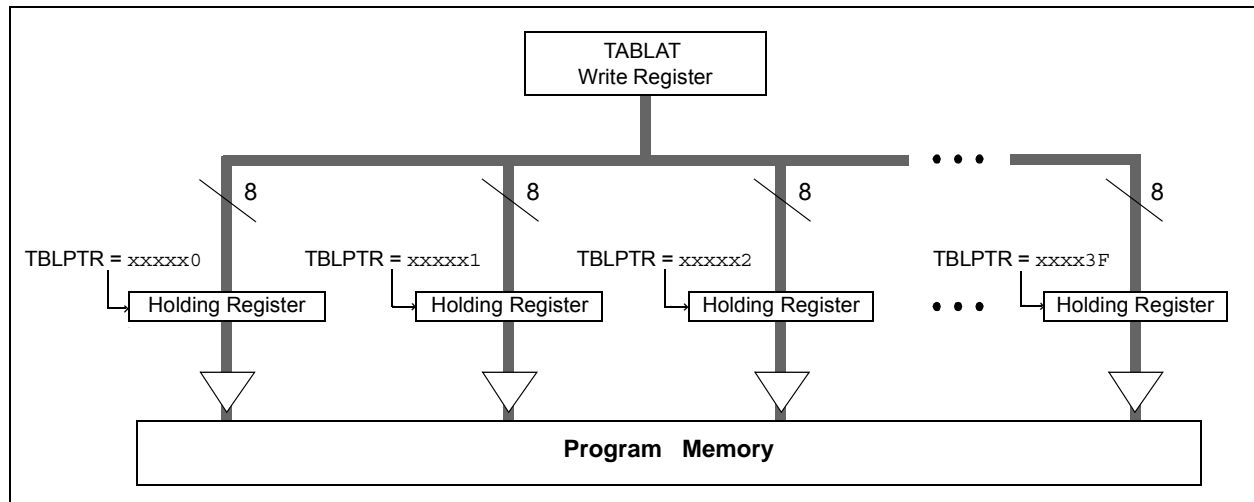 TABLAT
Write Register
8
8
8
8
TBLPTR = xxxxx0
TBLPTR = xxxxx1
TBLPTR = xxxxx2
TBLPTR = xxxx3F
Holding Register
Holding Register
Holding Register
Holding Register
Program Memory